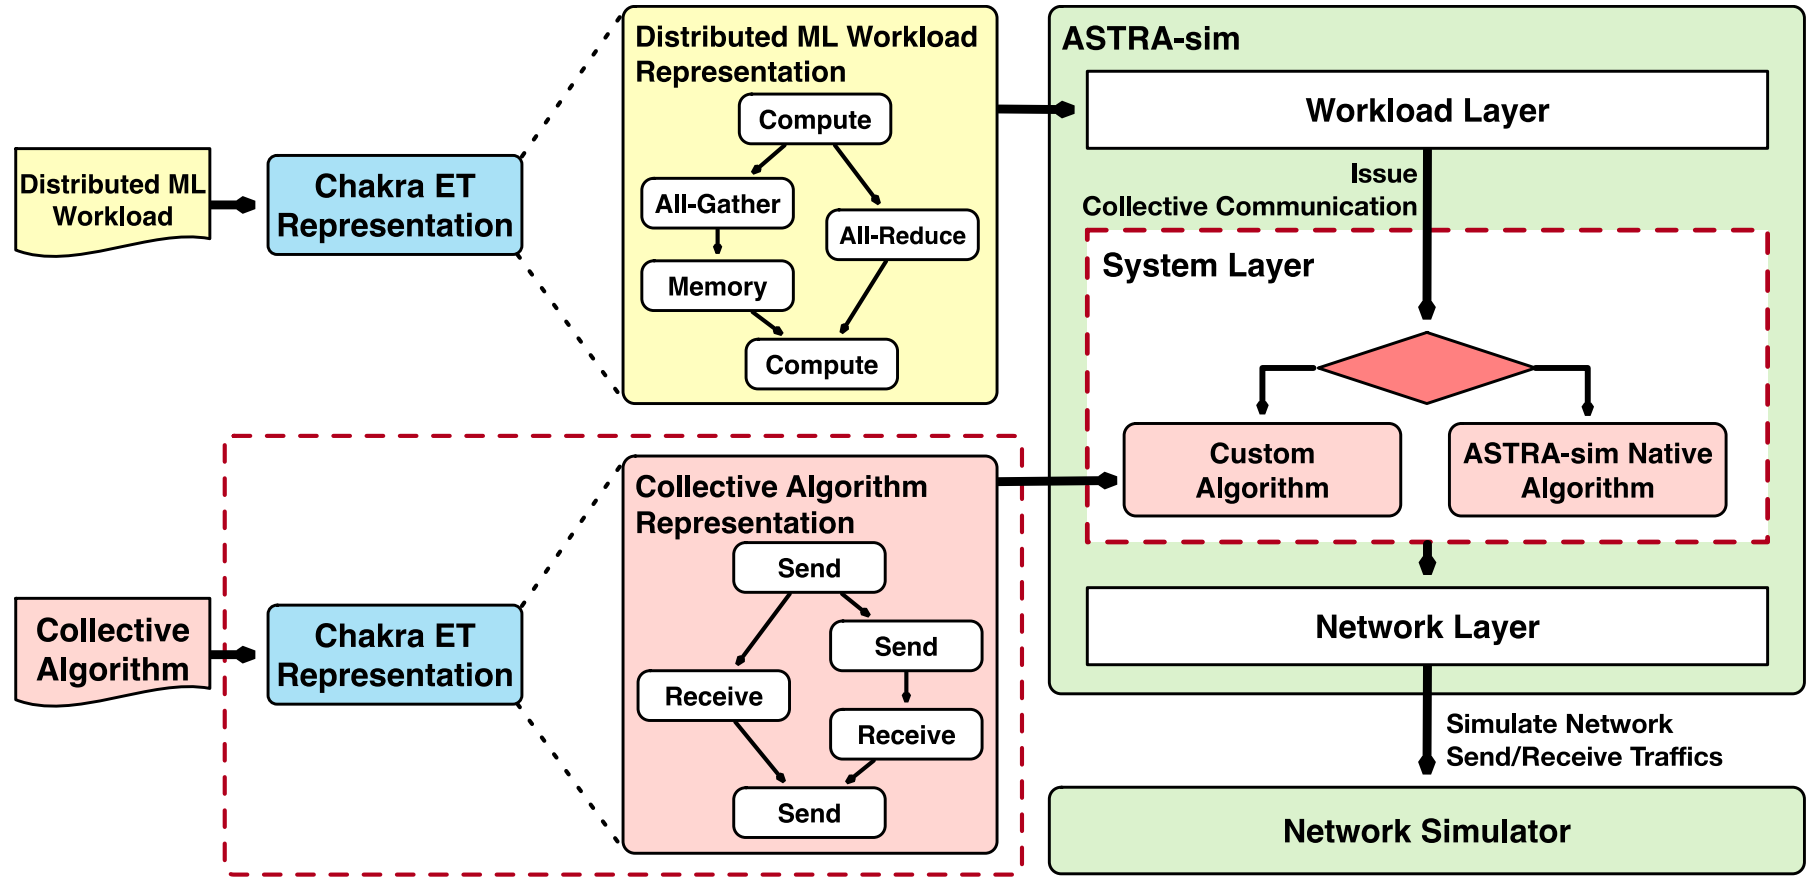 Distributed ML
Workload
Chakra ET
Representation
Distributed ML Workload
Representation
Compute
All-Gather
All-Reduce
Memory
Compute
Collective
Algorithm
Chakra ET
Representation
Collective Algorithm
Representation
Send
Send
Receive
Receive
Send
ASTRA-sim
Workload Layer
Issue
Collective Communication
System Layer
Custom
Algorithm
ASTRA-sim Native
Algorithm
Network Layer
Simulate Network
Send/Receive Traffics
Network Simulator